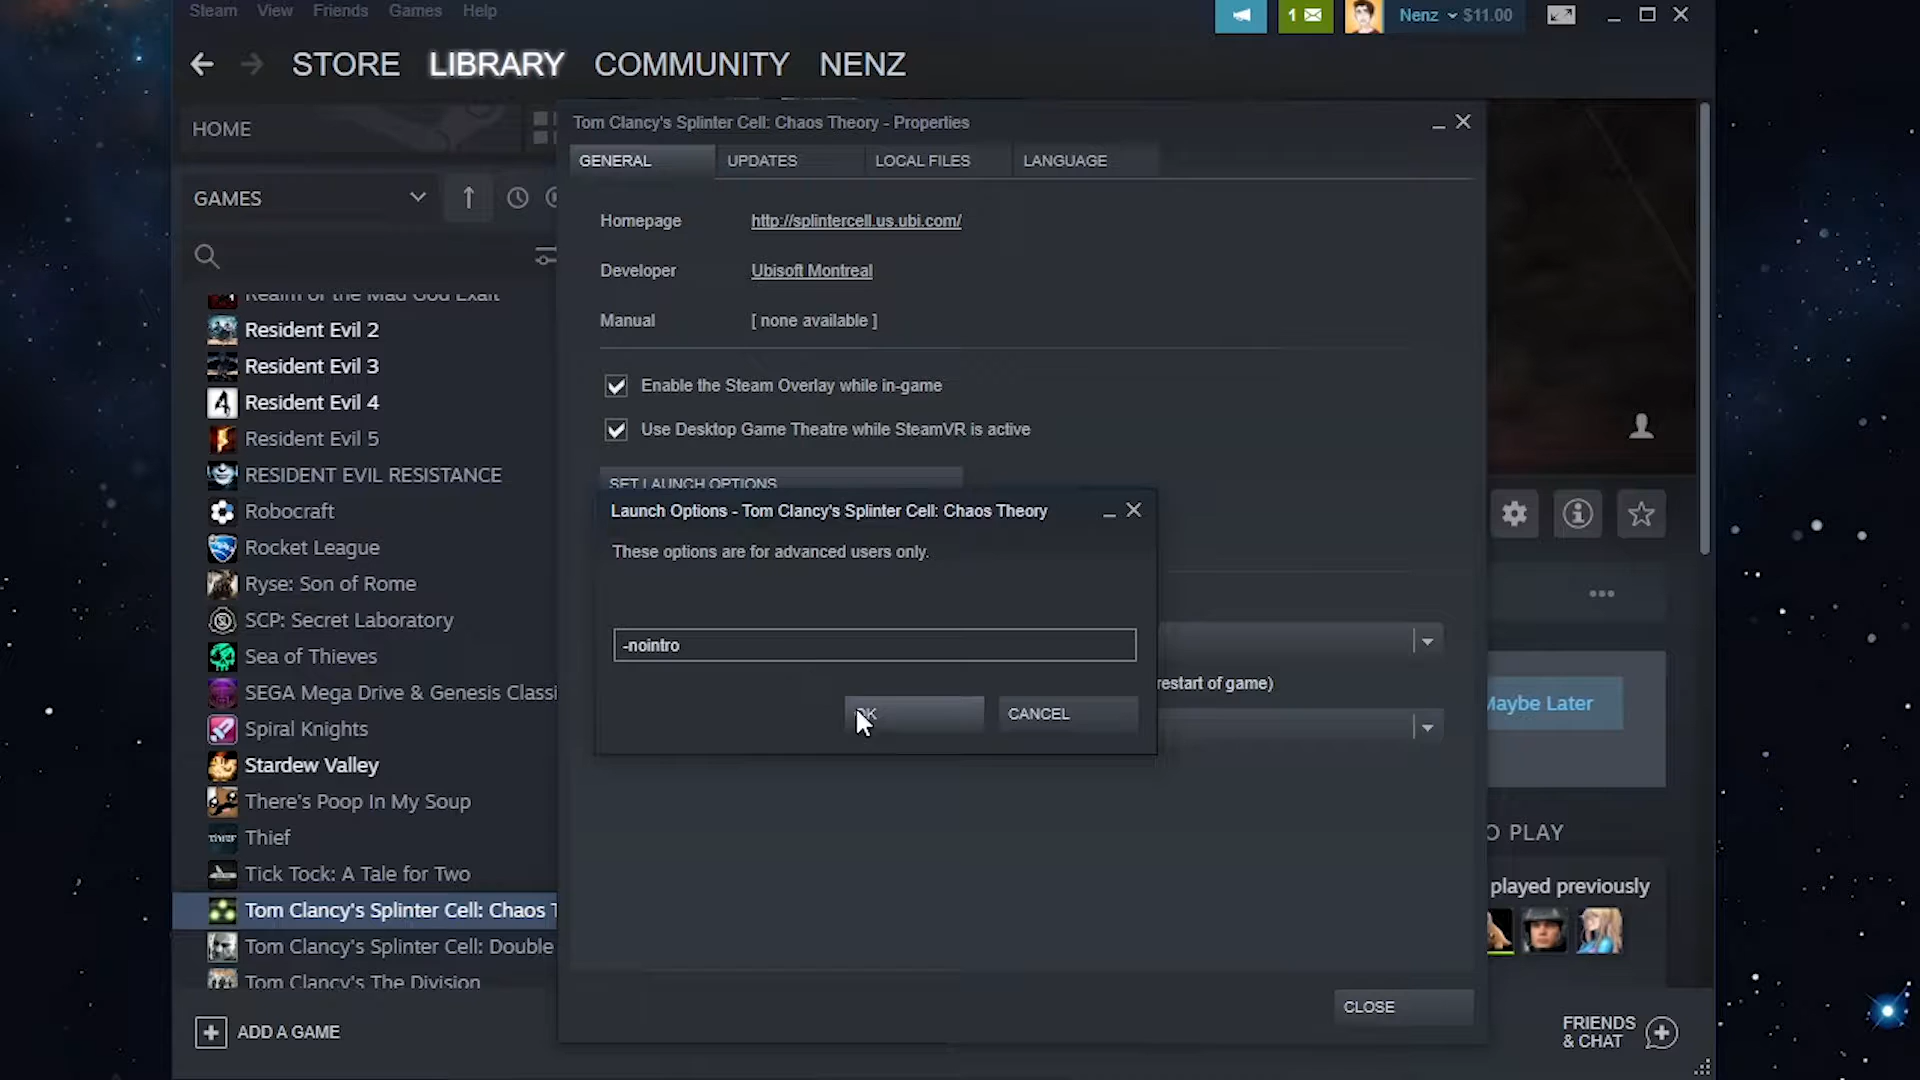 Steam View Friends Games Help
1
Nenz $11.00
STORE LIBRARY COMMUNITY NENZ
HOME
GAMES
Realm of the Mad God Exalt
Resident Evil 2
Resident Evil 3
Resident Evil 4
Resident Evil 5
RESIDENT EVIL RESISTANCE
Robocraft
Rocket League
Ryse: Son of Rome
SCP: Secret Laboratory
Sea of Thieves
SEGA Mega Drive & Genesis Classi
Spiral Knights
Stardew Valley
There's Poop In My Soup
Thief
Tick Tock: A Tale for Two
Tom Clancy's Splinter Cell: Chaos T
Tom Clancy's Splinter Cell: Double
Tom Clancy's The Division
ADD A GAME
Tom Clancy's Splinter Cell: Chaos Theory - Properties
GENERAL UPDATES LOCAL FILES LANGUAGE
Homepage http://splintercell.us.ubi.com/
Developer Ubisoft Montreal
Manual [ none available ]
Enable the Steam Overlay while in-game
Use Desktop Game Theatre while SteamVR is active
SET LAUNCH OPTIONS
Launch Options - Tom Clancy's Splinter Cell: Chaos Theory
These options are for advanced users only.
-nointro
OK CANCEL
restart of game)
CLOSE
Maybe Later
O PLAY
played previously
FRIENDS
& CHAT